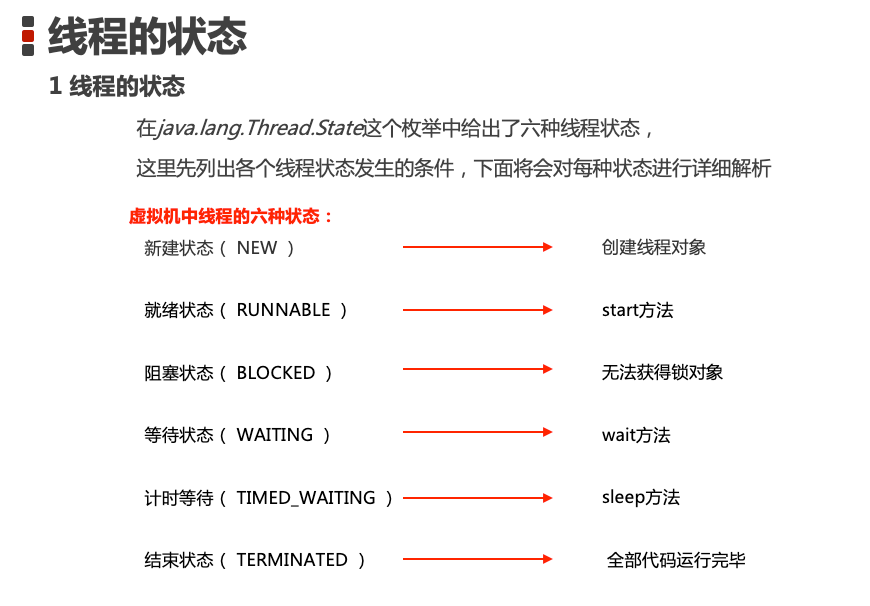 线程的状态
1 线程的状态
在java.lang.Thread.State这个枚举中给出了六种线程状态，
这里先列出各个线程状态发生的条件，下面将会对每种状态进行详细解析
虚拟机中线程的六种状态：
新建状态（ NEW ） 创建线程对象
就绪状态（ RUNNABLE ） start方法
阻塞状态（ BLOCKED ） 无法获得锁对象
等待状态（ WAITING ） wait方法
计时等待（ TIMED_WAITING ） sleep方法
结束状态（ TERMINATED ） 全部代码运行完毕